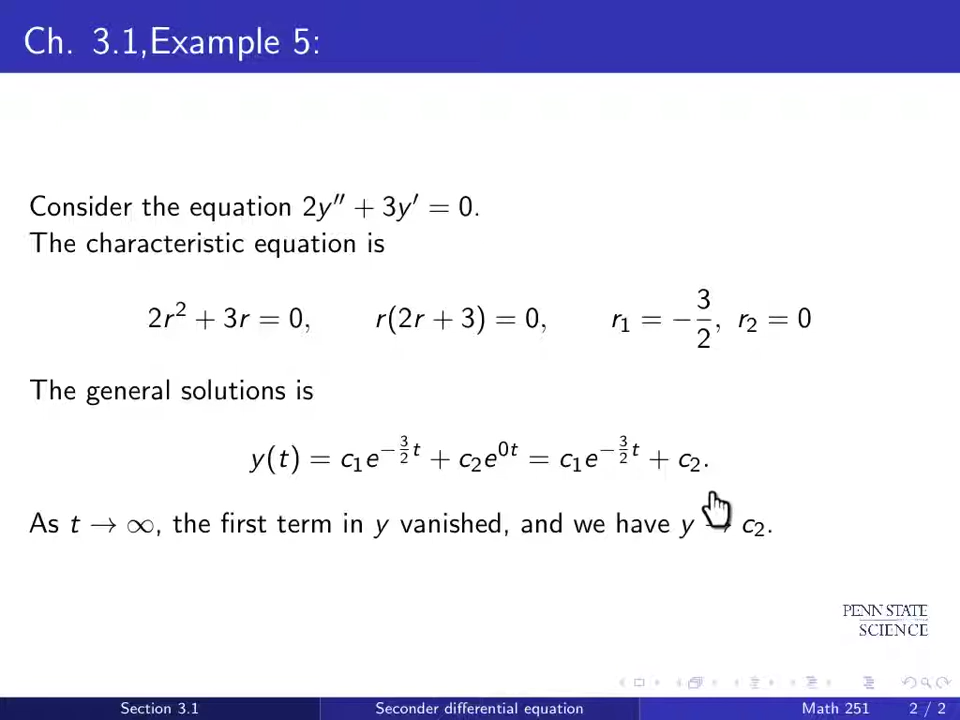 Ch. 3.1,Example 5:
Consider the equation 2y′′ + 3y′ = 0.
The characteristic equation is
2r² + 3r = 0, r(2r + 3) = 0, r₁ = −3/2, r₂ = 0
The general solutions is
y(t) = c₁e^{−3/2 t} + c₂e^{0t} = c₁e^{−3/2 t} + c₂.
As t → ∞, the first term in y vanished, and we have y → c₂.
PENN STATE
SCIENCE
Section 3.1 Seconder differential equation Math 251 2 / 2